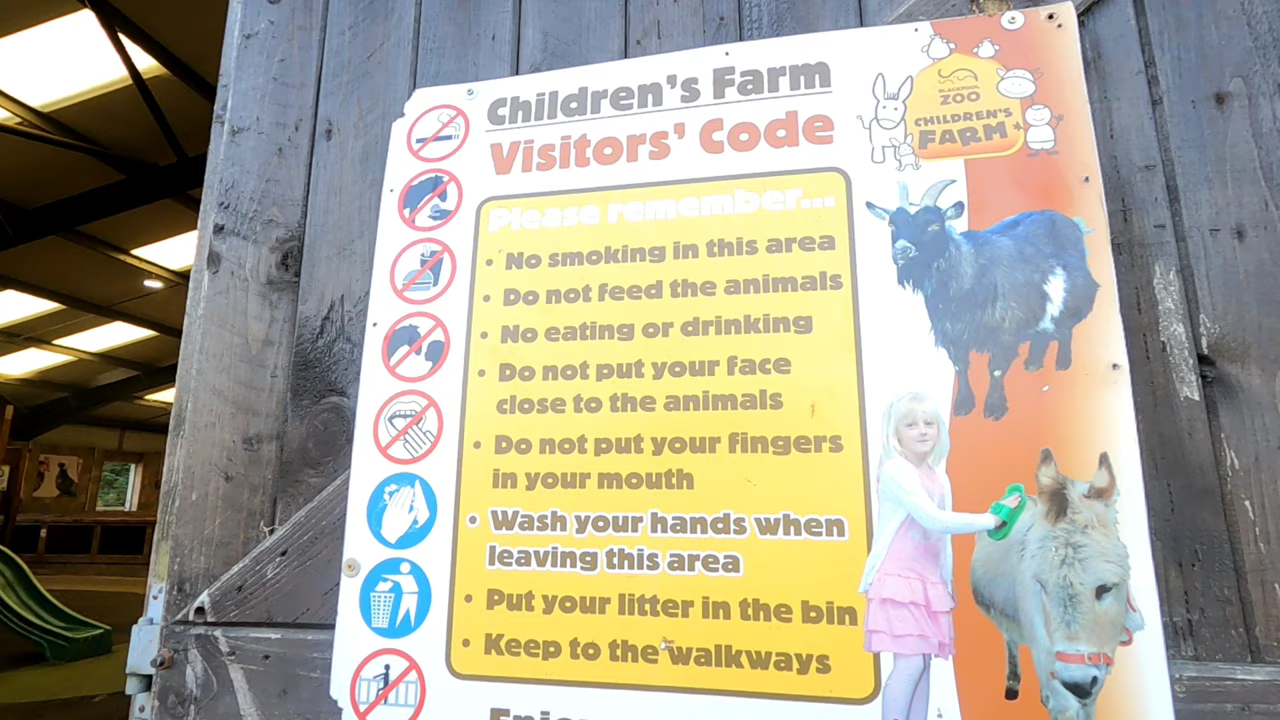 Children's Farm
Visitors' Code
BLACKPOOL
ZOO
CHILDREN'S
FARM
Please remember...
• No smoking in this area
• Do not feed the animals
• No eating or drinking
• Do not put your face
close to the animals
• Do not put your fingers
in your mouth
• Wash your hands when
leaving this area
• Put your litter in the bin
• Keep to the walkways